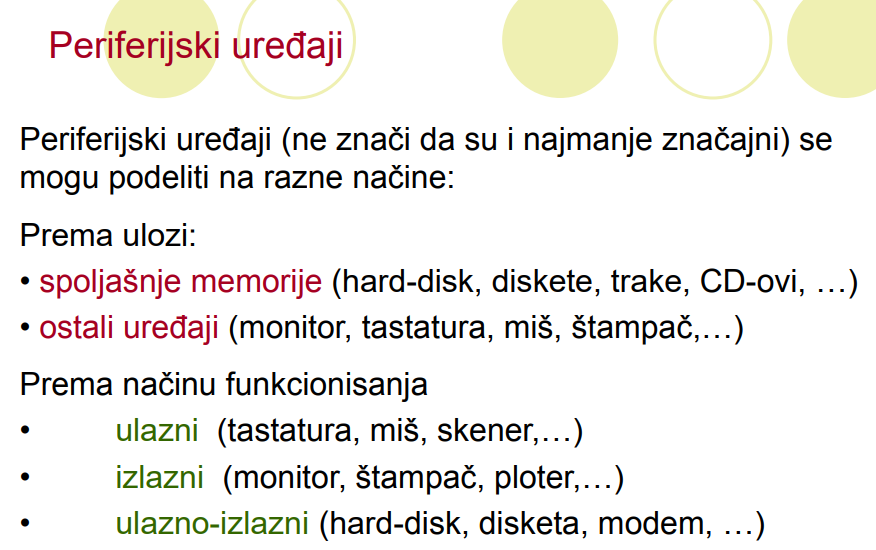 Periferijski uređaji
Periferijski uređaji (ne znači da su i najmanje značajni) se
mogu podeliti na razne načine:
Prema ulozi:
• spoljašnje memorije (hard-disk, diskete, trake, CD-ovi, …)
• ostali uređaji (monitor, tastatura, miš, štampač,…)
Prema načinu funkcionisanja
• ulazni (tastatura, miš, skener,…)
• izlazni (monitor, štampač, ploter,…)
• ulazno-izlazni (hard-disk, disketa, modem, …)